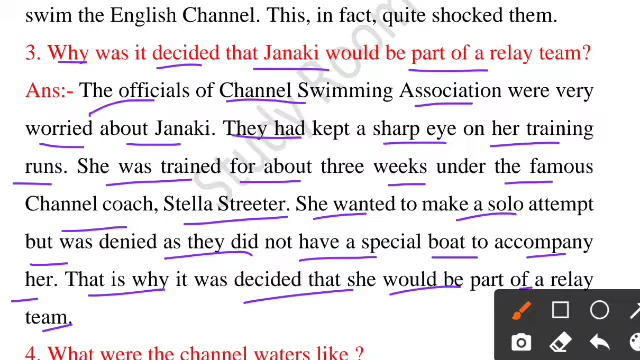 swim the English Channel. This, in fact, quite shocked them.
3. Why was it decided that Janaki would be part of a relay team?
Ans:- The officials of Channel Swimming Association were very
worried about Janaki. They had kept a sharp eye on her training
runs. She was trained for about three weeks under the famous
Channel coach, Stella Streeter. She wanted to make a solo attempt
but was denied as they did not have a special boat to accompany
her. That is why it was decided that she would be part of a relay
team.
4. What were the channel waters like ?
Study Room